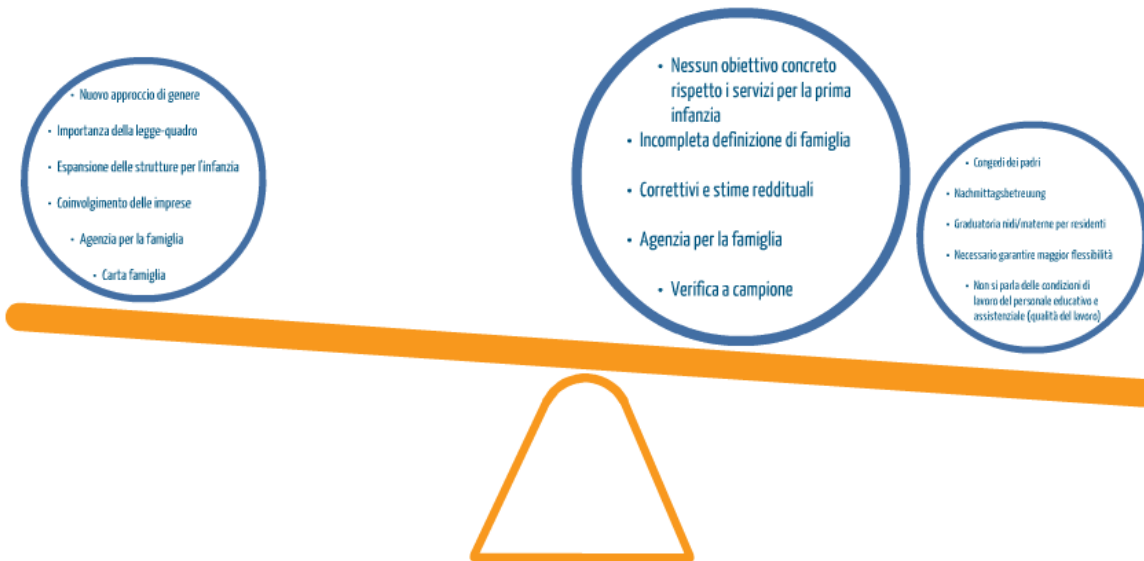 • Nuovo approccio di genere
• Importanza della legge-quadro
• Espansione delle strutture per l'infanzia
• Coinvolgimento delle imprese
• Agenzia per la famiglia
• Carta famiglia
• Nessun obiettivo concreto
rispetto i servizi per la prima
infanzia
• Incompleta definizione di famiglia
• Correttivi e stime reddituali
• Agenzia per la famiglia
• Verifica a campione
• Congedi dei padri
• Nachmittagsbetreuung
• Graduatoria nidi/materne per residenti
• Necessario garantire maggior flessibilità
• Non si parla delle condizioni di
lavoro del personale educativo e
assistenziale (qualità del lavoro)